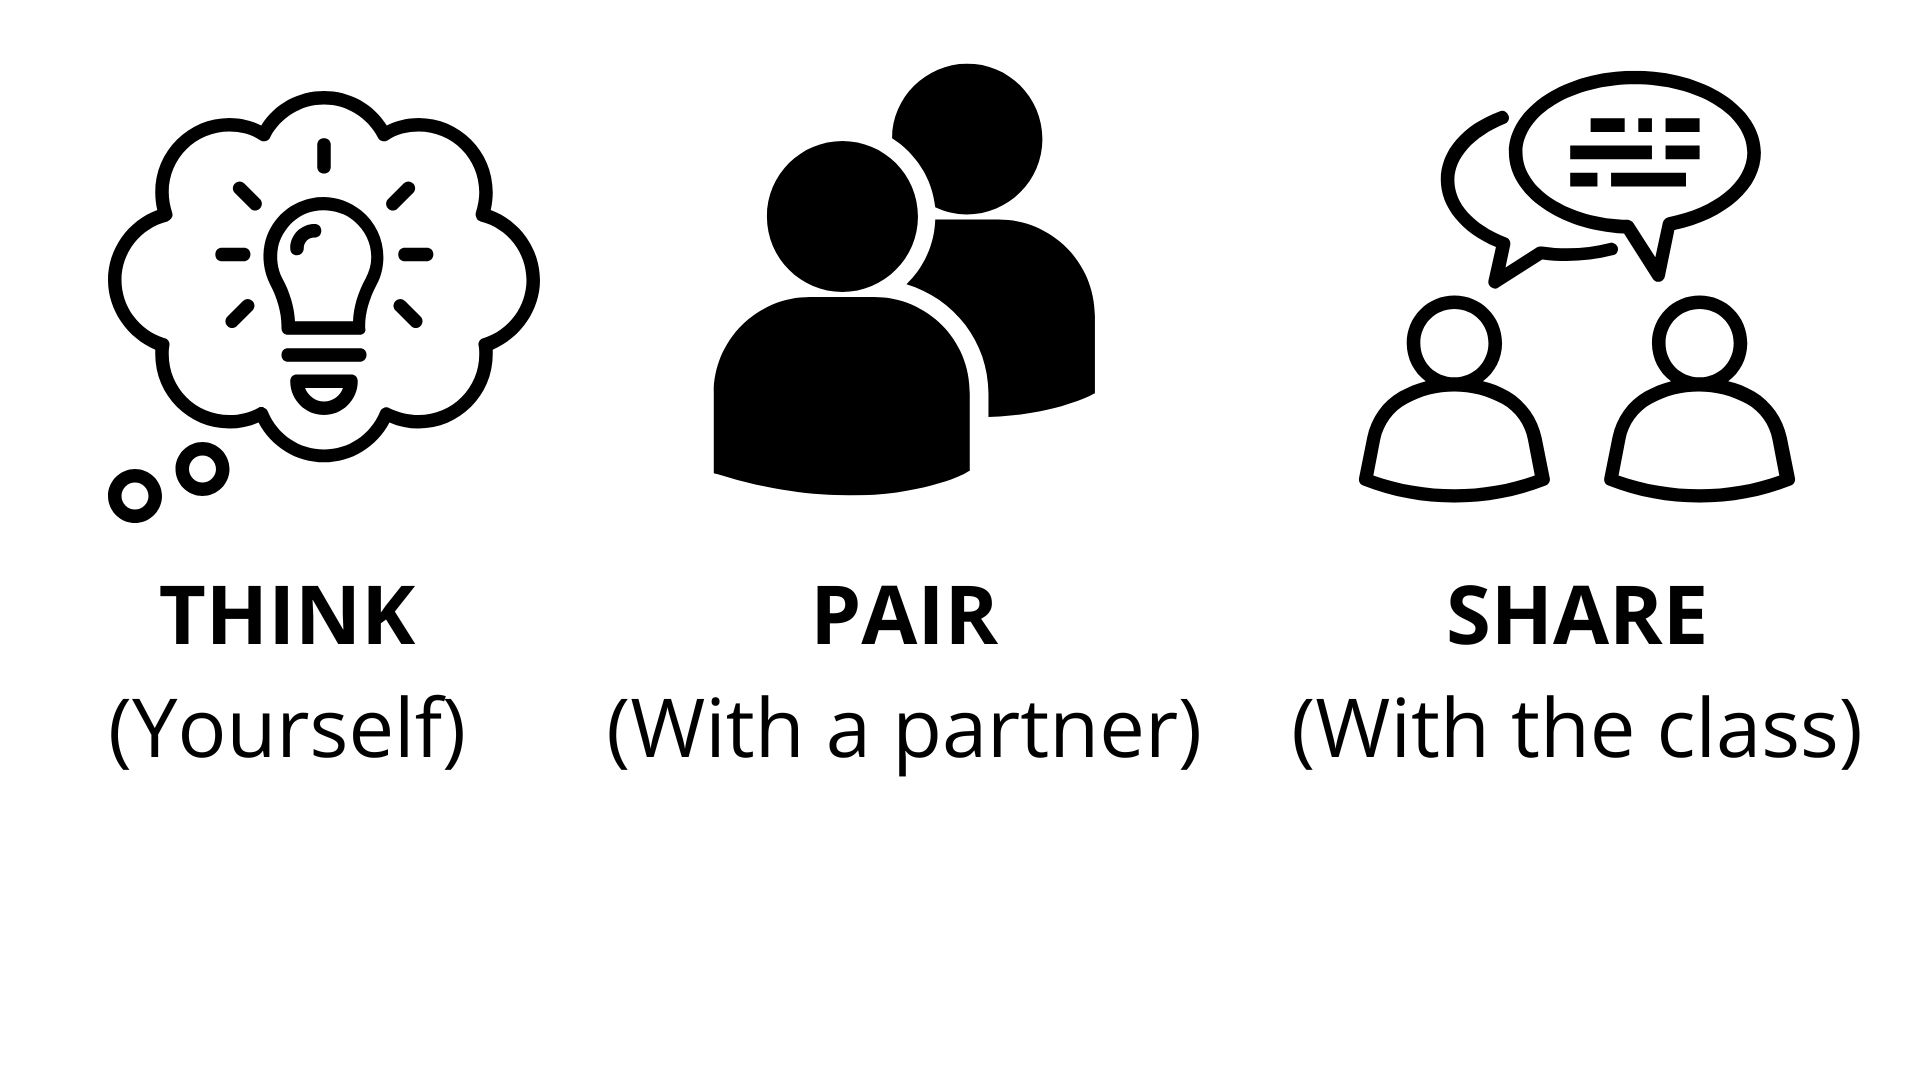 THINK
(Yourself)
PAIR
(With a partner)
SHARE
(With the class)